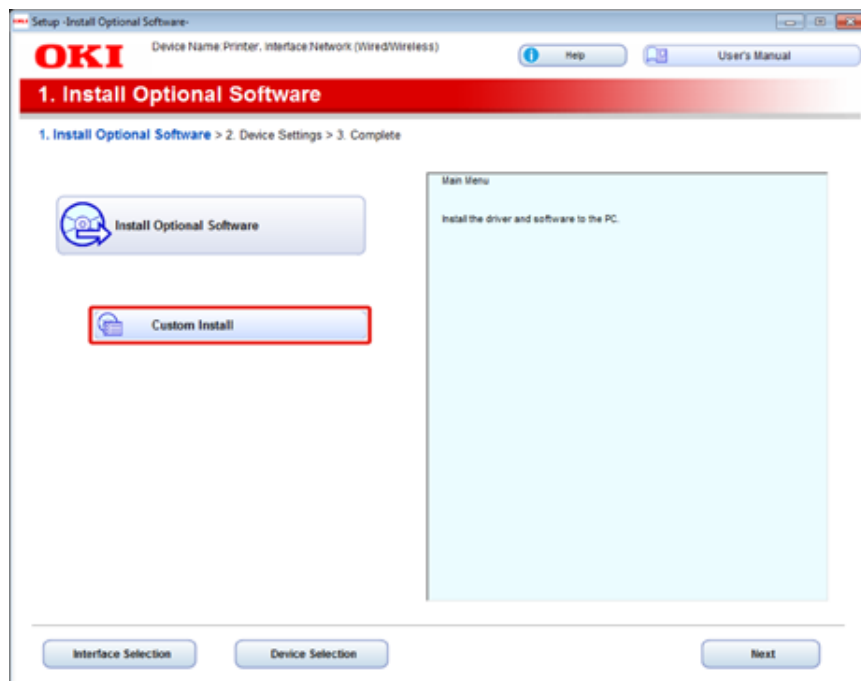 Setup -Install Optional Software-
OKI
Device Name:Printer, Interface:Network (Wired/Wireless)
Help
User's Manual
1. Install Optional Software
1. Install Optional Software > 2. Device Settings > 3. Complete
Main Menu
Install Optional Software
Install the driver and software to the PC.
Custom Install
Interface Selection
Device Selection
Next